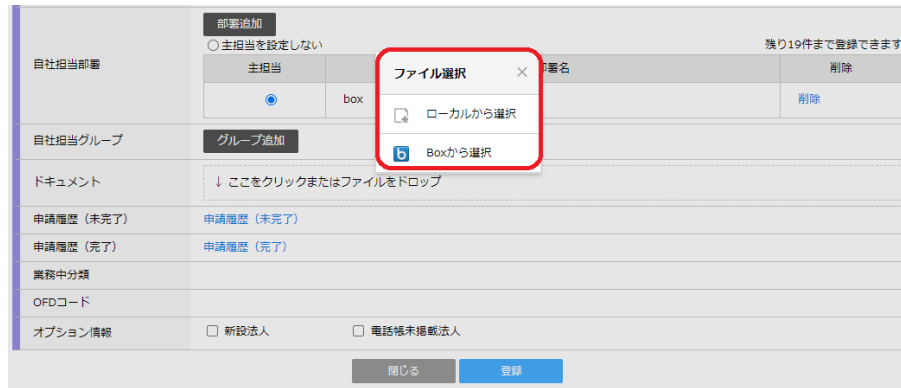 部署追加
主担当を設定しない
残り19件まで登録できます
自社担当部署
主担当
部署名
削除
box
削除
ファイル選択
ローカルから選択
Boxから選択
自社担当グループ
グループ追加
ドキュメント
↓ ここをクリックまたはファイルをドロップ
申請履歴(未完了)
申請履歴(未完了)
申請履歴(完了)
申請履歴(完了)
業務中分類
OFDコード
オプション情報
新設法人
電話帳未掲載法人
閉じる
登録